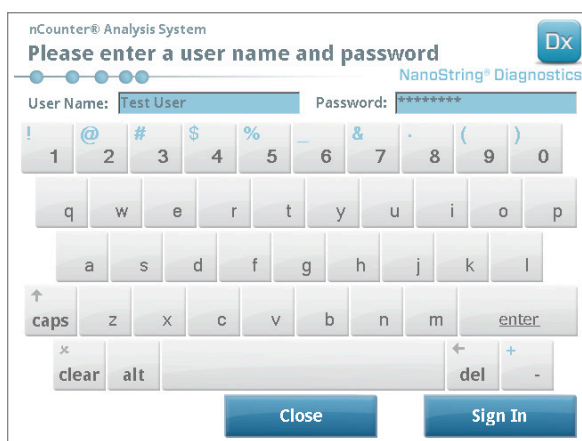 nCounter® Analysis System
Please enter a user name and password
Dx
NanoString® Diagnostics
User Name: Test User Password: ********
! @ # $ % _ & · ( )
1 2 3 4 5 6 7 8 9 0
q w e r t y u i o p
a s d f g h j k l
caps z x c v b n m enter
clear alt del + -
Close Sign In